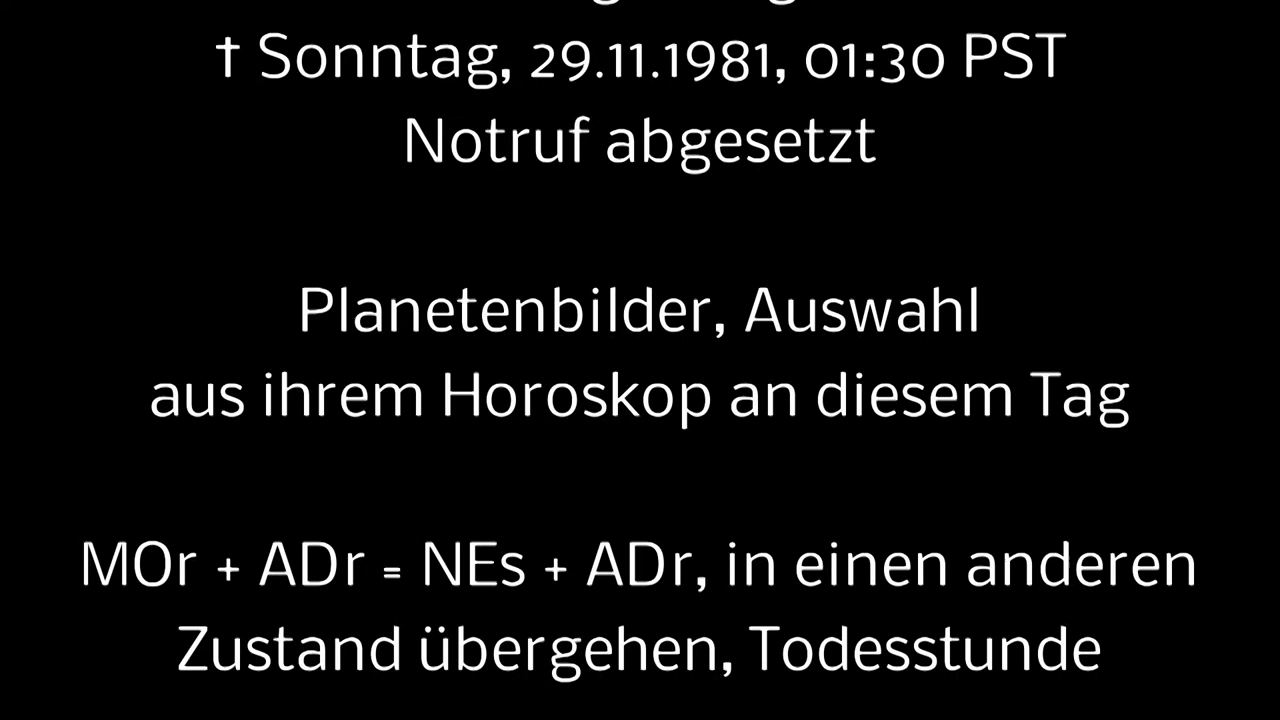 † Sonntag, 29.11.1981, 01:30 PST
Notruf abgesetzt
Planetenbilder, Auswahl
aus ihrem Horoskop an diesem Tag
MOr + ADr = NEs + ADr, in einen anderen
Zustand übergehen, Todesstunde